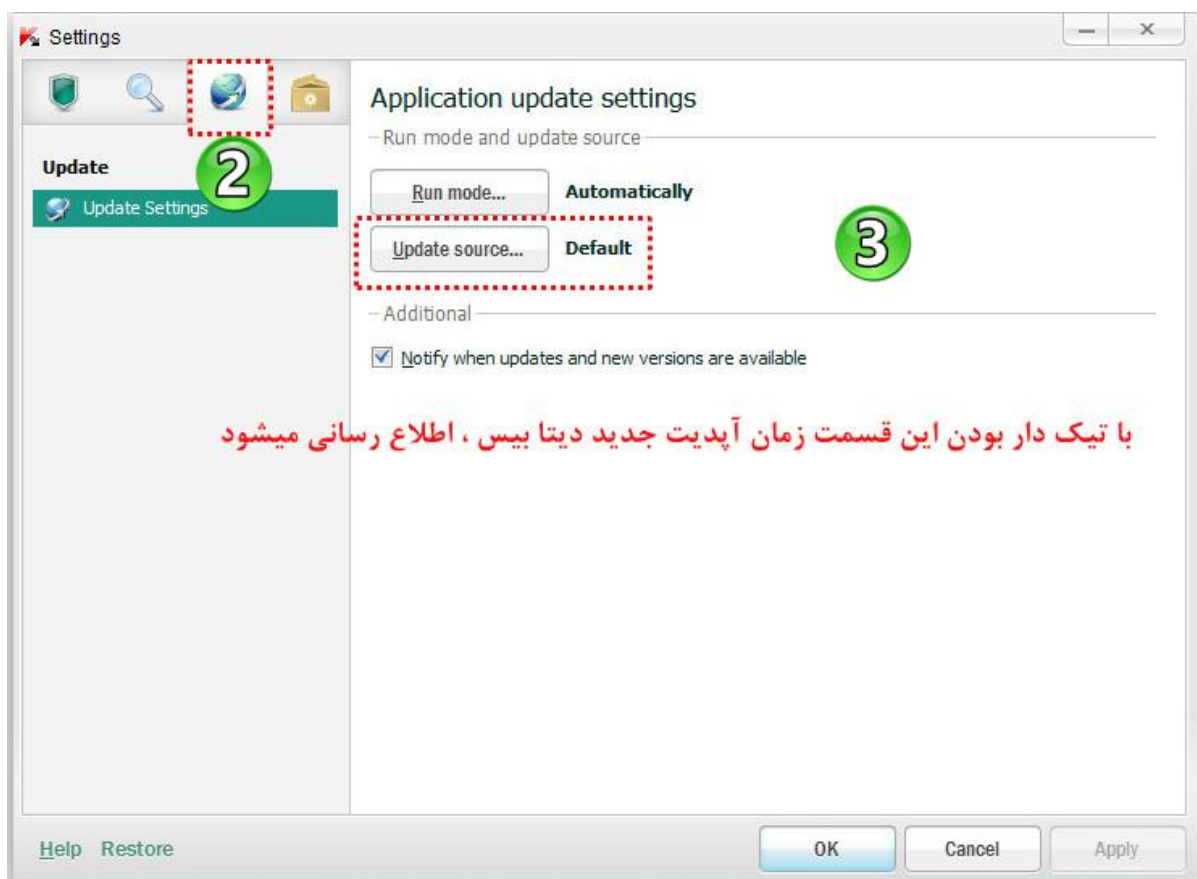 Settings
Application update settings
Run mode and update source
Update
2
Run mode... Automatically
Update Settings
Update source... Default
3
Additional
Notify when updates and new versions are available
با تیک دار بودن این قسمت زمان آپدیت جدید دیتا بیس ، اطلاع رسانی میشود
Help Restore
OK Cancel Apply